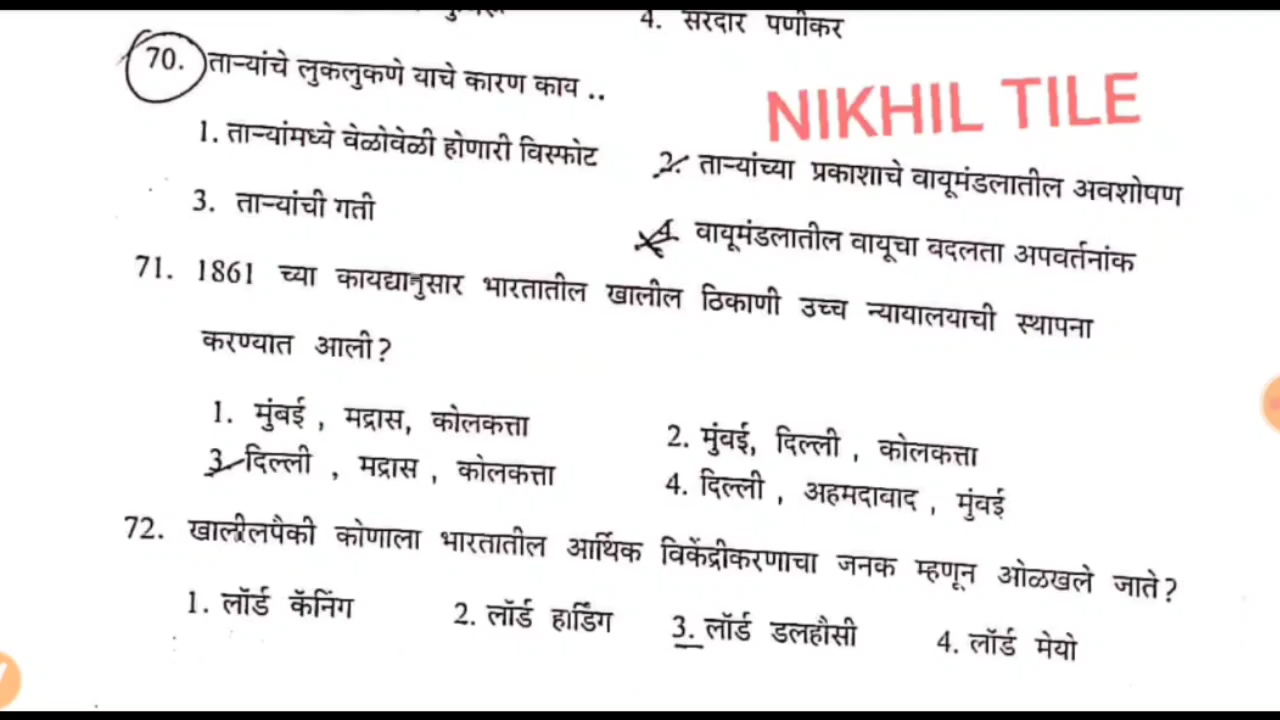 4. सरदार पणीकर
70. ताऱ्यांचे लुकलुकणे याचे कारण काय ..
NIKHIL TILE
1. ताऱ्यांमध्ये वेळोवेळी होणारी विस्फोट 2. ताऱ्यांच्या प्रकाशाचे वायूमंडलातील अवशोपण
3. ताऱ्यांची गती 4 वायूमंडलातील वायूचा बदलता अपवर्तनांक
71. 1861 च्या कायद्यानुसार भारतातील खालील ठिकाणी उच्च न्यायालयाची स्थापना
करण्यात आली?
1. मुंबई , मद्रास, कोलकत्ता 2. मुंबई, दिल्ली , कोलकत्ता
3. दिल्ली , मद्रास , कोलकत्ता 4. दिल्ली , अहमदावाद , मुंबई
72. खालीलपैकी कोणाला भारतातील आर्थिक विकेंद्रीकरणाचा जनक म्हणून ओळखले जाते?
1. लॉर्ड कॅनिंग 2. लॉर्ड हार्डिंग 3. लॉर्ड डलहौसी 4. लॉर्ड मेयो